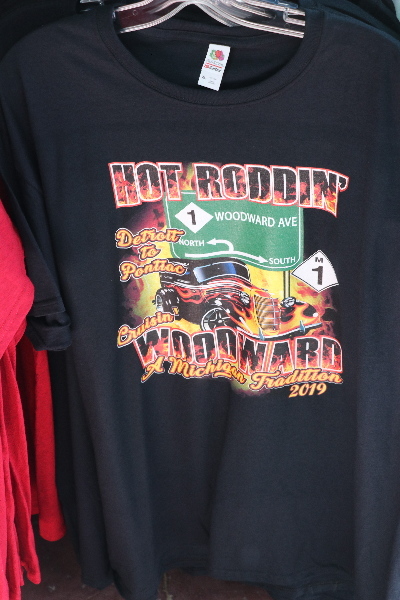 HOT RODDIN'
1 WOODWARD AVE
Detroit
to
Pontiac
NORTH
SOUTH
M
1
Cruisin'
WOODWARD
A Michigan Tradition
2019